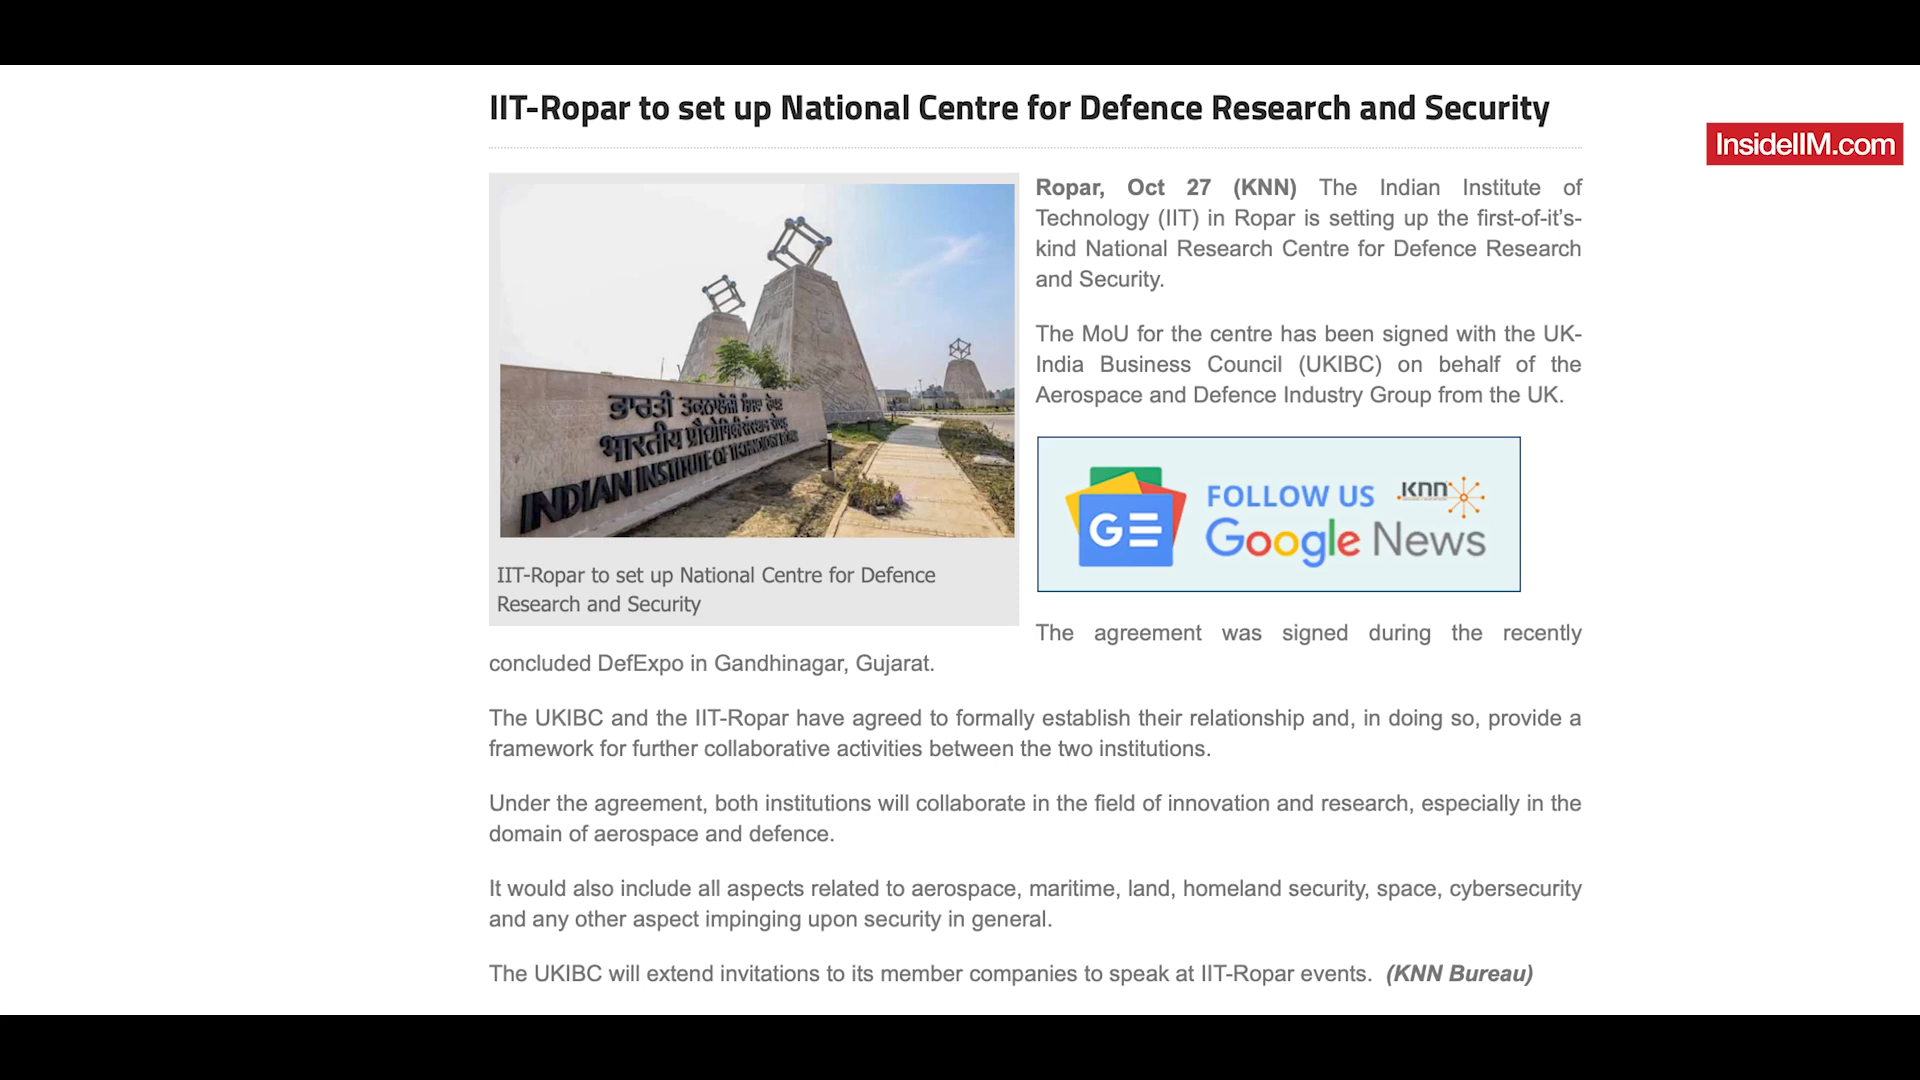 IIT-Ropar to set up National Centre for Defence Research and Security
InsideIIM.com
ਭਾਰਤੀ ਤਕਨਾਲੋਜੀ ਸੰਸਥਾ ਰੋਪੜ
भारतीय प्रौद्योगिकी संस्थान रोपड़
INDIAN INSTITUTE OF TECHNOLOGY ROPAR
IIT-Ropar to set up National Centre for Defence
Research and Security
Ropar, Oct 27 (KNN) The Indian Institute of
Technology (IIT) in Ropar is setting up the first-of-it’s-
kind National Research Centre for Defence Research
and Security.
The MoU for the centre has been signed with the UK-
India Business Council (UKIBC) on behalf of the
Aerospace and Defence Industry Group from the UK.
FOLLOW US knn
GE
Google News
The agreement was signed during the recently
concluded DefExpo in Gandhinagar, Gujarat.
The UKIBC and the IIT-Ropar have agreed to formally establish their relationship and, in doing so, provide a
framework for further collaborative activities between the two institutions.
Under the agreement, both institutions will collaborate in the field of innovation and research, especially in the
domain of aerospace and defence.
It would also include all aspects related to aerospace, maritime, land, homeland security, space, cybersecurity
and any other aspect impinging upon security in general.
The UKIBC will extend invitations to its member companies to speak at IIT-Ropar events. (KNN Bureau)